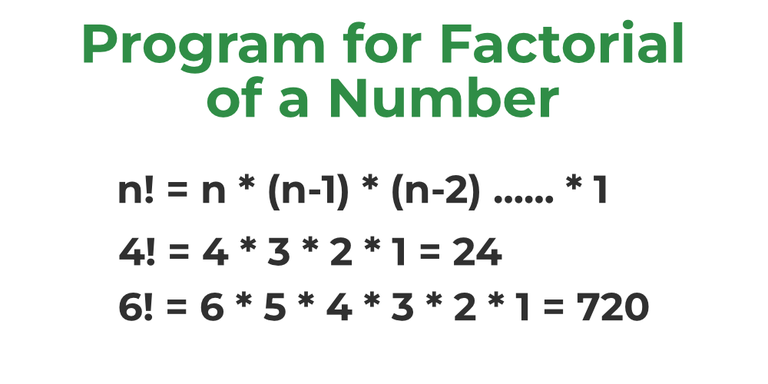 Program for Factorial
of a Number
n! = n * (n-1) * (n-2) ...... * 1
4! = 4 * 3 * 2 * 1 = 24
6! = 6 * 5 * 4 * 3 * 2 * 1 = 720